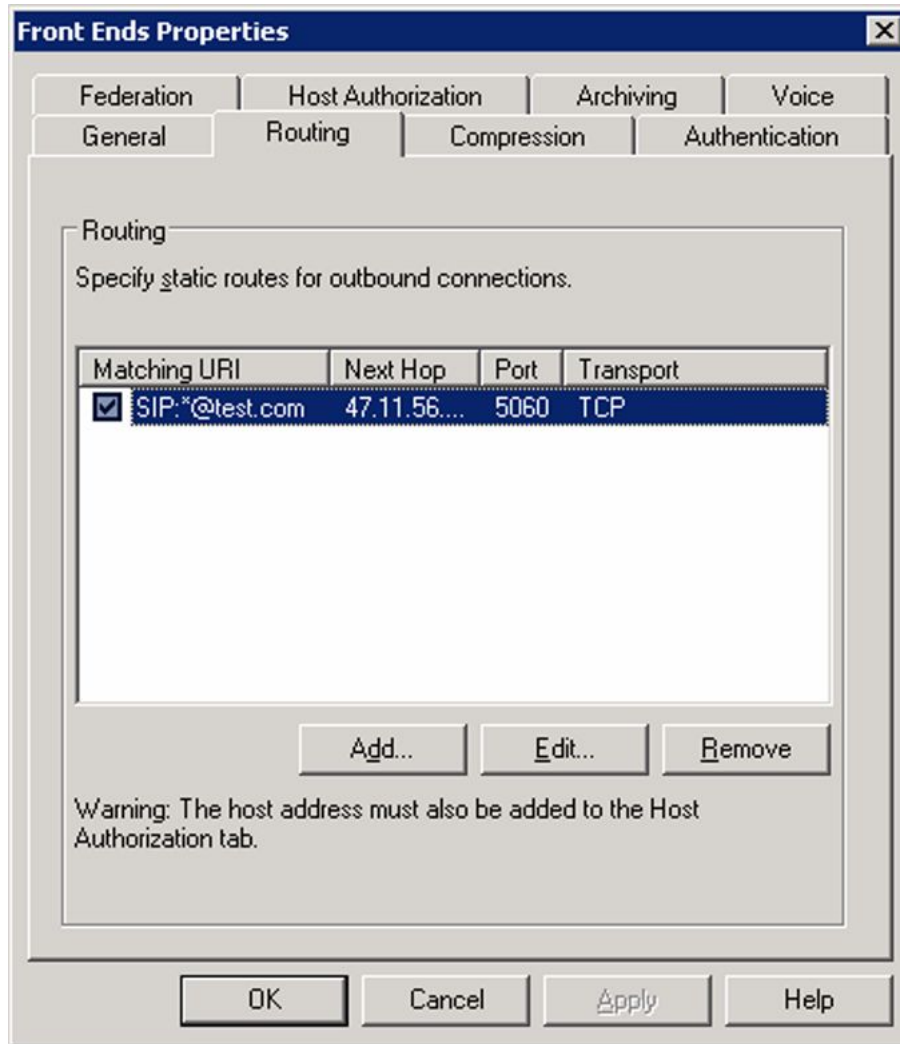 Front Ends Properties
Federation Host Authorization Archiving Voice
General Routing Compression Authentication
Routing
Specify static routes for outbound connections.
Matching URI Next Hop Port Transport
SIP:*@test.com 47.11.56.... 5060 TCP
Add... Edit... Remove
Warning: The host address must also be added to the Host
Authorization tab.
OK Cancel Apply Help